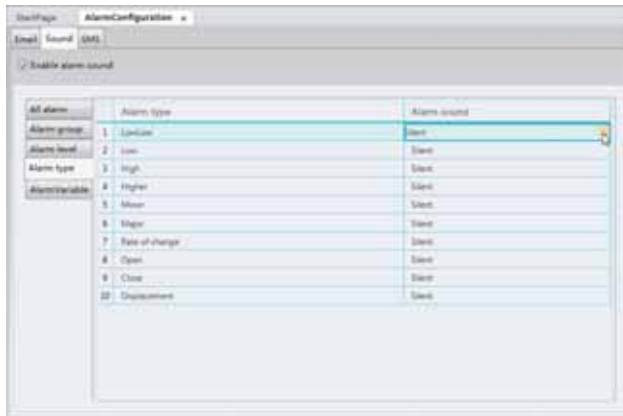 StartPage AlarmConfiguration x
Email Sound SMS
Enable alarm sound
All alarm
Alarm group
Alarm level
Alarm type
AlarmVariable
Alarm type Alarm sound
1 Silent
2 Low Silent
3 High Silent
4 Higher Silent
5 Minor Silent
6 Major Silent
7 Rate of change Silent
8 Open Silent
9 Close Silent
10 Displacement Silent